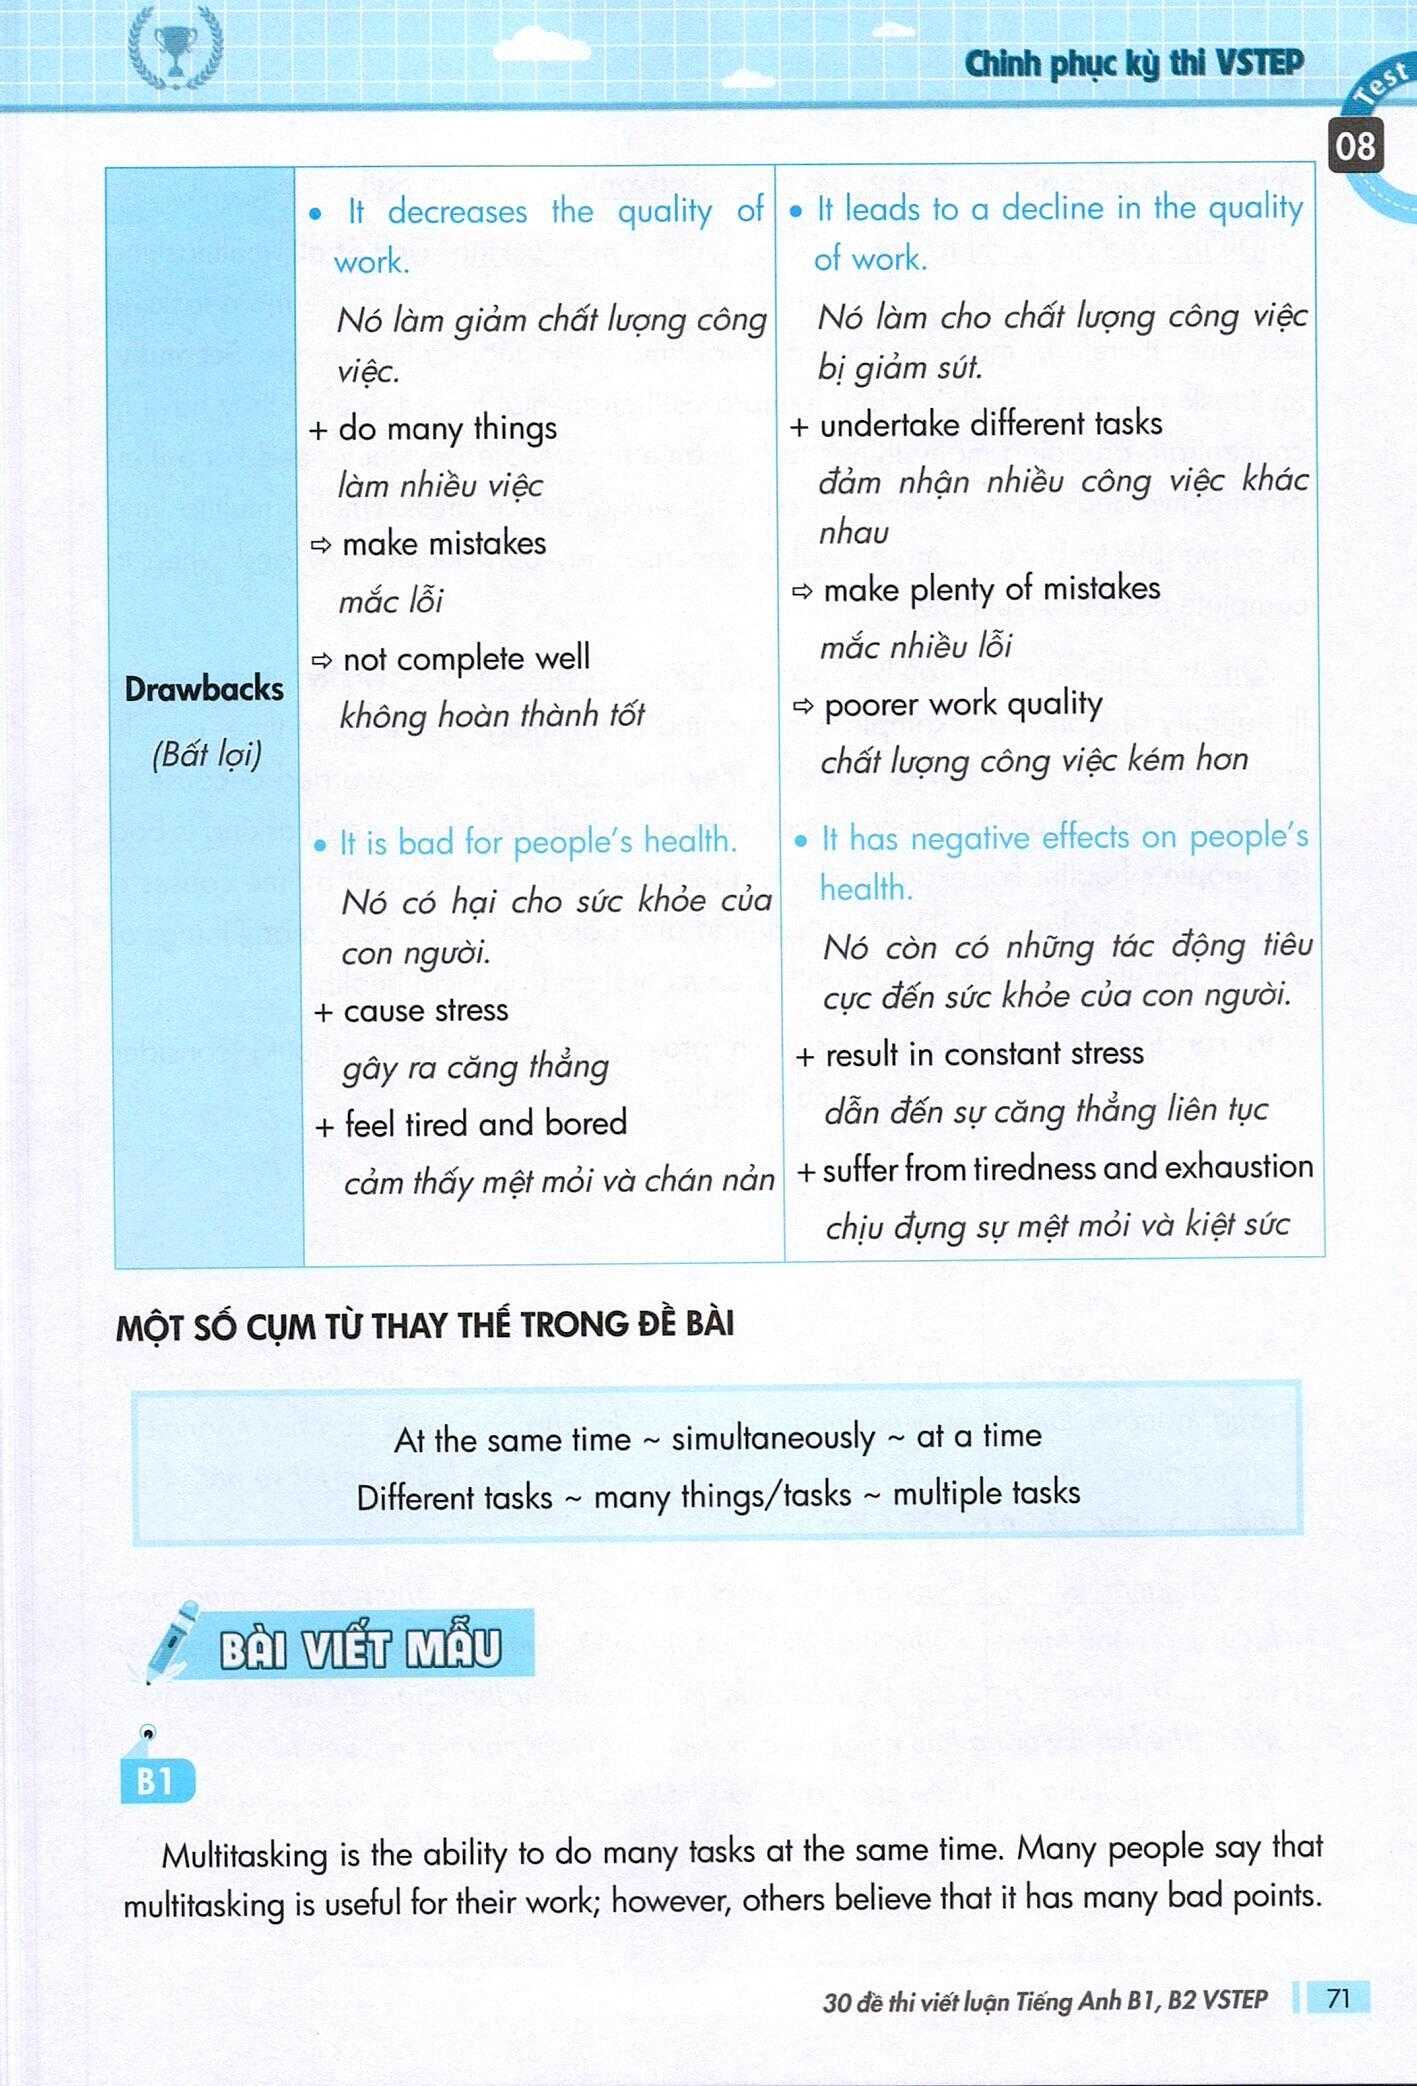 Chinh phục kỳ thi VSTEP
Test
08
Drawbacks
(Bất lợi)
• It decreases the quality of
work.
Nó làm giảm chất lượng công
việc.
+ do many things
làm nhiều việc
⇨ make mistakes
mắc lỗi
⇨ not complete well
không hoàn thành tốt
• It is bad for people's health.
Nó có hại cho sức khỏe của
con người.
+ cause stress
gây ra căng thẳng
+ feel tired and bored
cảm thấy mệt mỏi và chán nản
• It leads to a decline in the quality
of work.
Nó làm cho chất lượng công việc
bị giảm sút.
+ undertake different tasks
đảm nhận nhiều công việc khác
nhau
⇨ make plenty of mistakes
mắc nhiều lỗi
⇨ poorer work quality
chất lượng công việc kém hơn
• It has negative effects on people's
health.
Nó còn có những tác động tiêu
cực đến sức khỏe của con người.
+ result in constant stress
dẫn đến sự căng thẳng liên tục
+ suffer from tiredness and exhaustion
chịu đựng sự mệt mỏi và kiệt sức
MỘT SỐ CỤM TỪ THAY THẾ TRONG ĐỀ BÀI
At the same time ~ simultaneously ~ at a time
Different tasks ~ many things/tasks ~ multiple tasks
BÀI VIẾT MẪU
B1
Multitasking is the ability to do many tasks at the same time. Many people say that
multitasking is useful for their work; however, others believe that it has many bad points.
30 đề thi viết luận Tiếng Anh B1, B2 VSTEP
71